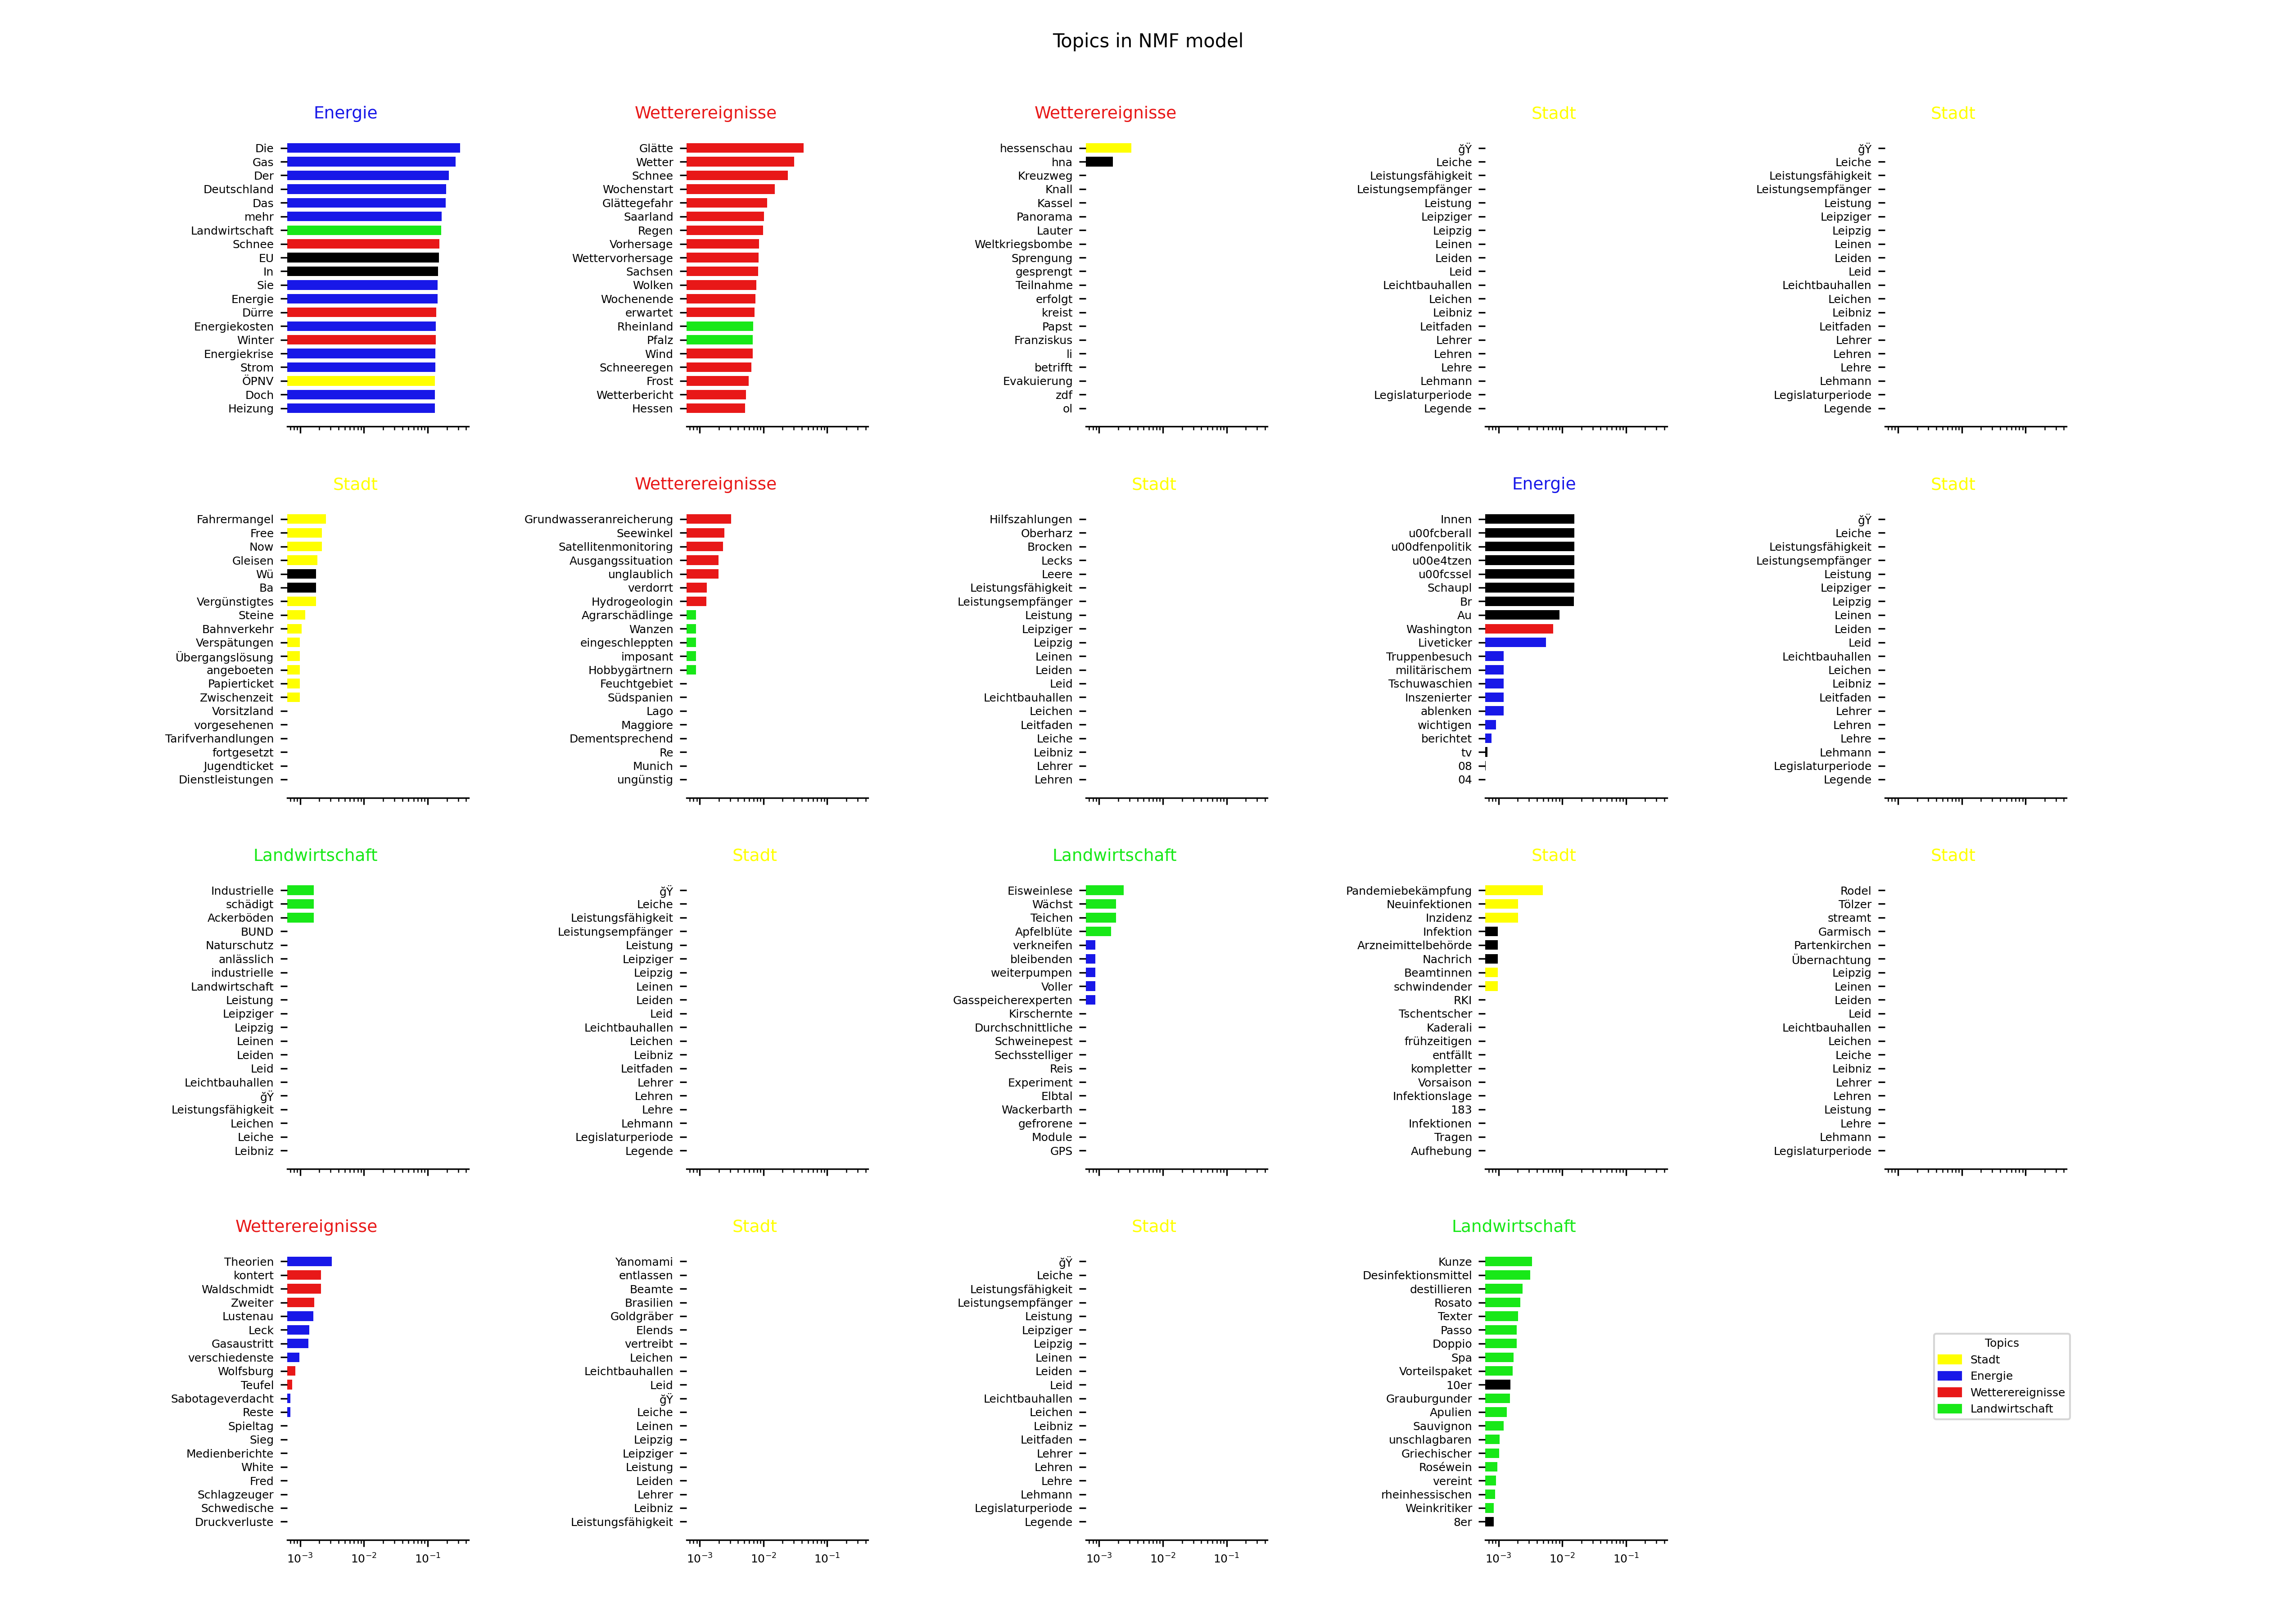 Topics in NMF model
Energie
Die
Gas
Der
Deutschland
Das
mehr
Landwirtschaft
Schnee
EU
In
Sie
Energie
Dürre
Energiekosten
Winter
Energiekrise
Strom
ÖPNV
Doch
Heizung
Wetterereignisse
Glätte
Wetter
Schnee
Wochenstart
Glättegefahr
Saarland
Regen
Vorhersage
Wettervorhersage
Sachsen
Wolken
Wochenende
erwartet
Rheinland
Pfalz
Wind
Schneeregen
Frost
Wetterbericht
Hessen
Wetterereignisse
hessenschau
hna
Kreuzweg
Knall
Kassel
Panorama
Lauter
Weltkriegsbombe
Sprengung
gesprengt
Teilnahme
erfolgt
kreist
Papst
Franziskus
li
betrifft
Evakuierung
zdf
ol
Stadt
ğŸ
Leiche
Leistungsfähigkeit
Leistungsempfänger
Leistung
Leipziger
Leipzig
Leinen
Leiden
Leid
Leichtbauhallen
Leichen
Leibniz
Leitfaden
Lehrer
Lehren
Lehre
Lehmann
Legislaturperiode
Legende
Stadt
ğŸ
Leiche
Leistungsfähigkeit
Leistungsempfänger
Leistung
Leipziger
Leipzig
Leinen
Leiden
Leid
Leichtbauhallen
Leichen
Leibniz
Leitfaden
Lehrer
Lehren
Lehre
Lehmann
Legislaturperiode
Legende
Stadt
Fahrermangel
Free
Now
Gleisen
Wü
Ba
Vergünstigtes
Steine
Bahnverkehr
Verspätungen
Übergangslösung
angeboeten
Papierticket
Zwischenzeit
Vorsitzland
vorgesehenen
Tarifverhandlungen
fortgesetzt
Jugendticket
Dienstleistungen
Wetterereignisse
Grundwasseranreicherung
Seewinkel
Satellitenmonitoring
Ausgangssituation
unglaublich
verdorrt
Hydrogeologin
Agrarschädlinge
Wanzen
eingeschleppten
imposant
Hobbygärtnern
Feuchtgebiet
Südspanien
Lago
Maggiore
Dementsprechend
Re
Munich
ungünstig
Stadt
Hilfszahlungen
Oberharz
Brocken
Lecks
Leere
Leistungsfähigkeit
Leistungsempfänger
Leistung
Leipziger
Leipzig
Leinen
Leiden
Leid
Leichtbauhallen
Leichen
Leitfaden
Leiche
Leibniz
Lehrer
Lehren
Energie
Innen
u00fcberall
u00dfenpolitik
u00e4tzen
u00fcssel
Schaupl
Br
Au
Washington
Liveticker
Truppenbesuch
militärischem
Tschuwaschien
Inszenierter
ablenken
wichtigen
berichtet
tv
08
04
Stadt
ğŸ
Leiche
Leistungsfähigkeit
Leistungsempfänger
Leistung
Leipziger
Leipzig
Leinen
Leiden
Leid
Leichtbauhallen
Leichen
Leibniz
Leitfaden
Lehrer
Lehren
Lehre
Lehmann
Legislaturperiode
Legende
Landwirtschaft
Industrielle
schädigt
Ackerböden
BUND
Naturschutz
anlässlich
industrielle
Landwirtschaft
Leistung
Leipziger
Leipzig
Leinen
Leiden
Leid
Leichtbauhallen
ğŸ
Leistungsfähigkeit
Leichen
Leiche
Leibniz
Stadt
ğŸ
Leiche
Leistungsfähigkeit
Leistungsempfänger
Leistung
Leipziger
Leipzig
Leinen
Leiden
Leid
Leichtbauhallen
Leichen
Leibniz
Leitfaden
Lehrer
Lehren
Lehre
Lehmann
Legislaturperiode
Legende
Landwirtschaft
Eisweinlese
Wächst
Teichen
Apfelblüte
verkneifen
bleibenden
weiterpumpen
Voller
Gasspeicherexperten
Kirschernte
Durchschnittliche
Schweinepest
Sechsstelliger
Reis
Experiment
Elbtal
Wackerbarth
gefrorene
Module
GPS
Stadt
Pandemiebekämpfung
Neuinfektionen
Inzidenz
Infektion
Arzneimittelbehörde
Nachrich
Beamtinnen
schwindender
RKI
Tschentscher
Kaderali
frühzeitigen
entfällt
kompletter
Vorsaison
Infektionslage
183
Infektionen
Tragen
Aufhebung
Stadt
Rodel
Tölzer
streamt
Garmisch
Partenkirchen
Übernachtung
Leipzig
Leinen
Leiden
Leid
Leichtbauhallen
Leichen
Leiche
Leibniz
Lehrer
Lehren
Leistung
Lehre
Lehmann
Legislaturperiode
Wetterereignisse
Theorien
kontert
Waldschmidt
Zweiter
Lustenau
Leck
Gasaustritt
verschiedenste
Wolfsburg
Teufel
Sabotageverdacht
Reste
Spieltag
Sieg
Medienberichte
White
Fred
Schlagzeuger
Schwedische
Druckverluste
10⁻³ 10⁻² 10⁻¹
Stadt
Yanomami
entlassen
Beamte
Brasilien
Goldgräber
Elends
vertreibt
Leichen
Leichtbauhallen
Leid
ğŸ
Leiche
Leinen
Leipzig
Leipziger
Leistung
Leiden
Lehrer
Leibniz
Leistungsfähigkeit
10⁻³ 10⁻² 10⁻¹
Stadt
ğŸ
Leiche
Leistungsfähigkeit
Leistungsempfänger
Leistung
Leipziger
Leipzig
Leinen
Leiden
Leid
Leichtbauhallen
Leichen
Leibniz
Leitfaden
Lehrer
Lehren
Lehre
Lehmann
Legislaturperiode
Legende
10⁻³ 10⁻² 10⁻¹
Landwirtschaft
Kunze
Desinfektionsmittel
destillieren
Rosato
Texter
Passo
Doppio
Spa
Vorteilspaket
10er
Grauburgunder
Apulien
Sauvignon
unschlagbaren
Griechischer
Roséwein
vereint
rheinhessischen
Weinkritiker
8er
10⁻³ 10⁻² 10⁻¹
Topics
Stadt
Energie
Wetterereignisse
Landwirtschaft